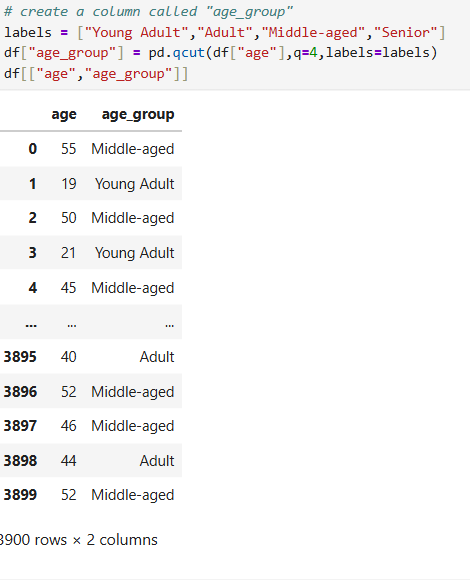 # create a column called "age_group"
labels = ["Young Adult","Adult","Middle-aged","Senior"]
df["age_group"] = pd.qcut(df["age"],q=4,labels=labels)
df[["age","age_group"]]
age age_group
0 55 Middle-aged
1 19 Young Adult
2 50 Middle-aged
3 21 Young Adult
4 45 Middle-aged
... ... ...
3895 40 Adult
3896 52 Middle-aged
3897 46 Middle-aged
3898 44 Adult
3899 52 Middle-aged
3900 rows × 2 columns